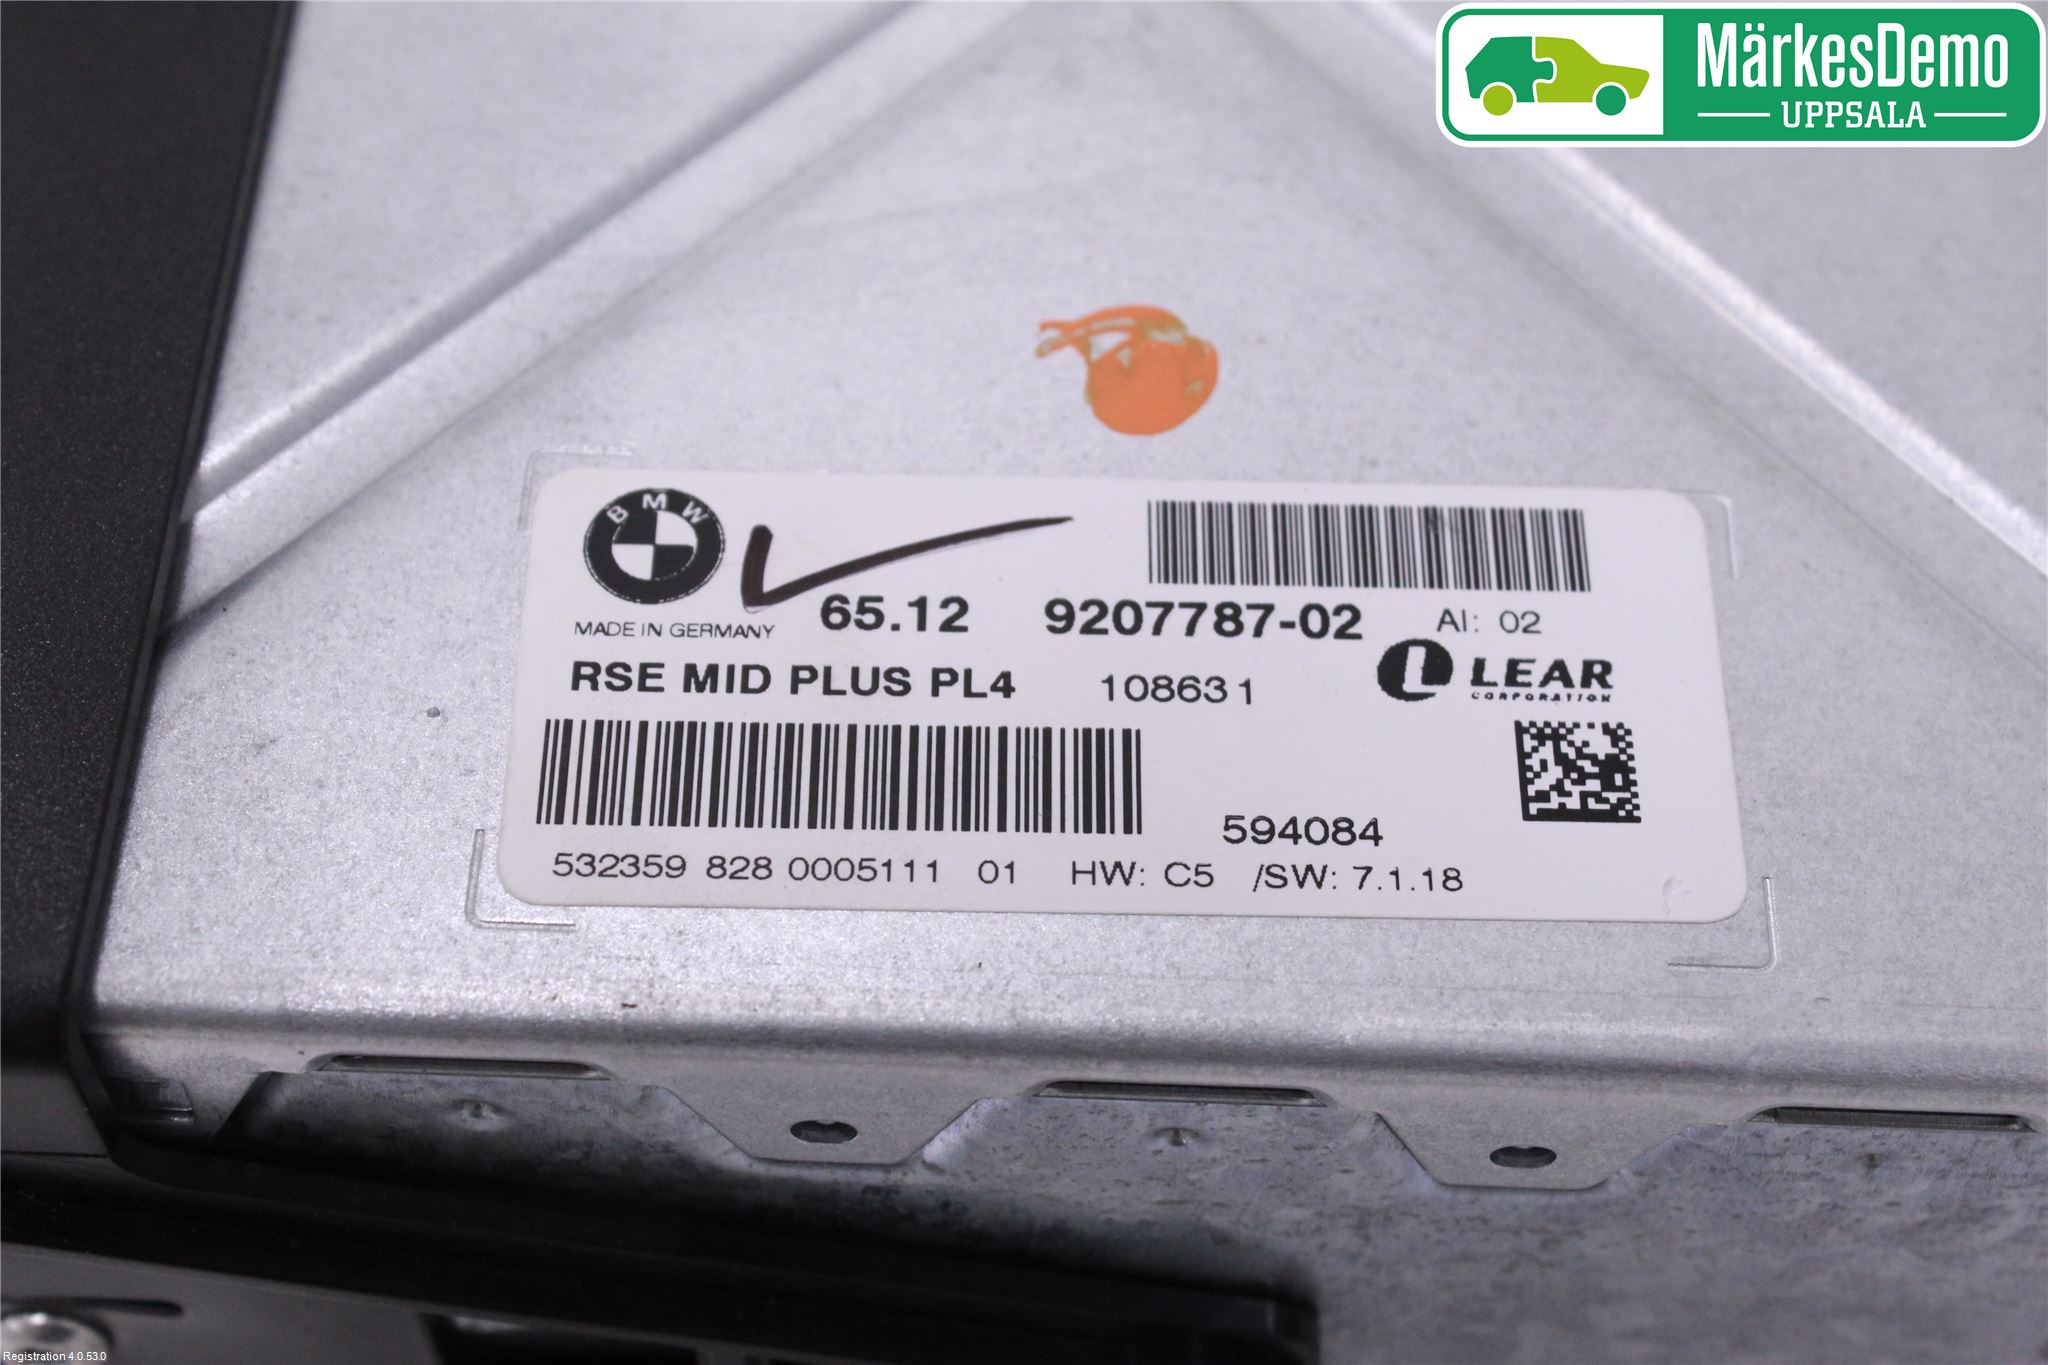 MärkesDemo
UPPSALA
BMW
MADE IN GERMANY
65.12 9207787-02 AI: 02
RSE MID PLUS PL4 108631
LEAR
CORPORATION
594084
532359 828 0005111 01 HW: C5 /SW: 7.1.18
Registration 4.0.53.0